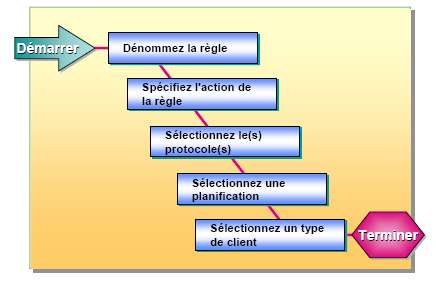 Démarrer
Dénommez la règle
Spécifiez l'action de
la règle
Sélectionnez le(s)
protocole(s)
Sélectionnez une
planification
Sélectionnez un type
de client
Terminer